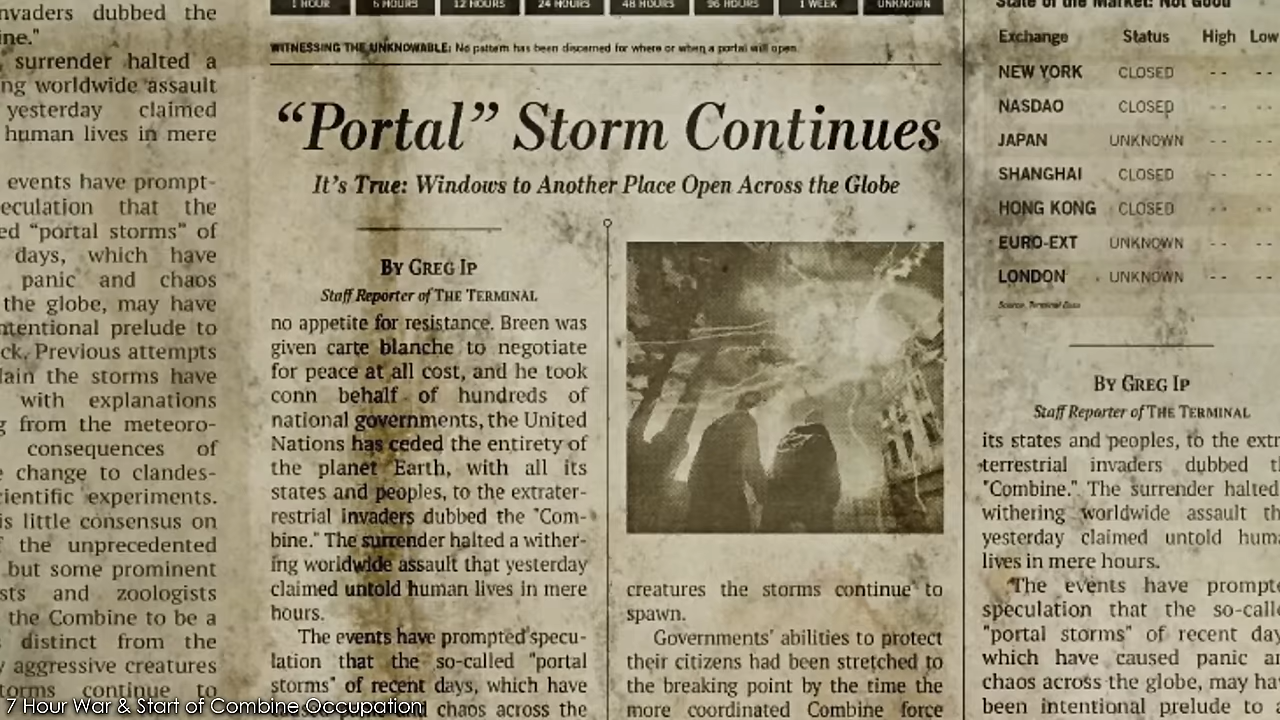 nvaders dubbed the
ine."
surrender halted a
ng worldwide assault
yesterday claimed
human lives in mere
events have prompt-
eculation that the
ed "portal storms" of
days, which have
panic and chaos
the globe, may have
ntentional prelude to
ck. Previous attempts
lain the storms have
with explanations
g from the meteoro-
consequences of
e change to clandes-
cientific experiments.
is little consensus on
f the unprecedented
but some prominent
sts and zoologists
the Combine to be a
s distinct from the
y aggressive creatures
storms continue to
1 HOUR 6 HOURS 12 HOURS 24 HOURS 48 HOURS 96 HOURS 1 WEEK UNKNOWN
WITNESSING THE UNKNOWABLE: No pattern has been discerned for where or when a portal will open.
“Portal” Storm Continues
It's True: Windows to Another Place Open Across the Globe
BY GREG IP
Staff Reporter of THE TERMINAL
no appetite for resistance. Breen was
given carte blanche to negotiate
for peace at all cost, and he took
conn behalf of hundreds of
national governments, the United
Nations has ceded the entirety of
the planet Earth, with all its
states and peoples, to the extrater-
restrial invaders dubbed the "Com-
bine." The surrender halted a wither-
ing worldwide assault that yesterday
claimed untold human lives in mere
hours.
The events have prompted specu-
lation that the so-called "portal
storms" of recent days, which have
caused panic and chaos across the
creatures the storms continue to
spawn.
Governments' abilities to protect
their citizens had been stretched to
the breaking point by the time the
more coordinated Combine force
State of the Market: Not Good
Exchange Status High Low
NEW YORK CLOSED -- --
NASDAQ CLOSED -- --
JAPAN UNKNOWN -- --
SHANGHAI CLOSED -- --
HONG KONG CLOSED -- --
EURO-EXT UNKNOWN -- --
LONDON UNKNOWN -- --
Source: Terminal Data
BY GREG IP
Staff Reporter of THE TERMINAL
its states and peoples, to the extr
terrestrial invaders dubbed th
"Combine.". The surrender halted
withering worldwide assault tha
yesterday claimed untold huma
lives in mere hours.
The events have prompte
speculation that the so-calle
"portal storms" of recent day
which have caused panic an
chaos across the globe, may ha
been intentional prelude to a
7 Hour War & Start of Combine Occupation